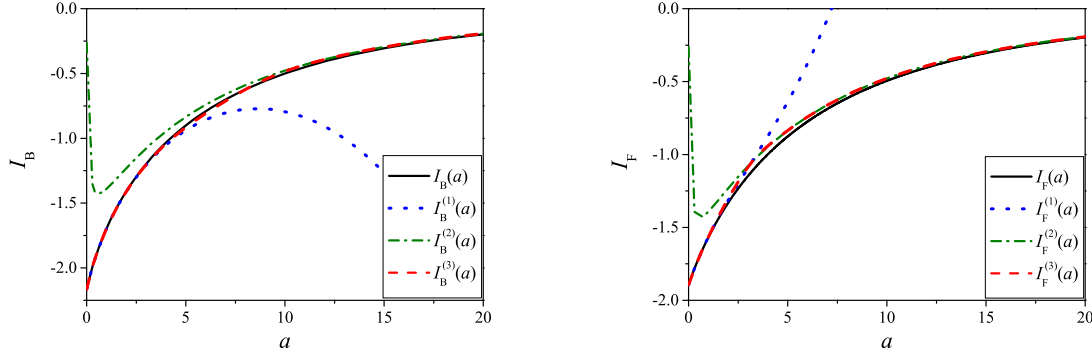 0.0
-0.5
-1.0
-1.5
-2.0
I_B
0 5 10 15 20
a
I_B(a)
I_B^(1)(a)
I_B^(2)(a)
I_B^(3)(a)
0.0
-0.5
-1.0
-1.5
-2.0
I_F
0 5 10 15 20
a
I_F(a)
I_F^(1)(a)
I_F^(2)(a)
I_F^(3)(a)